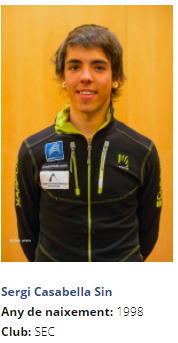 Sergi Casabella Sin
Any de naixement: 1998
Club: SEC